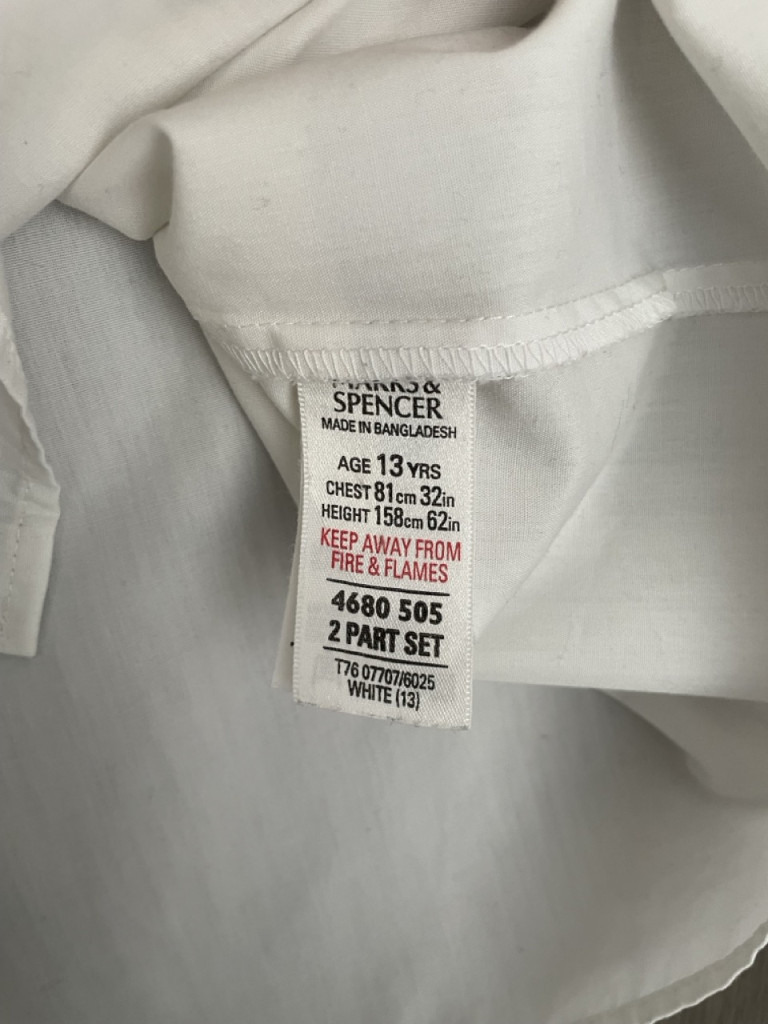 MARKS &
SPENCER
MADE IN BANGLADESH
AGE 13 YRS
CHEST 81cm 32in
HEIGHT 158cm 62in
KEEP AWAY FROM
FIRE & FLAMES
4680 505
2 PART SET
T76 07707/6025
WHITE (13)